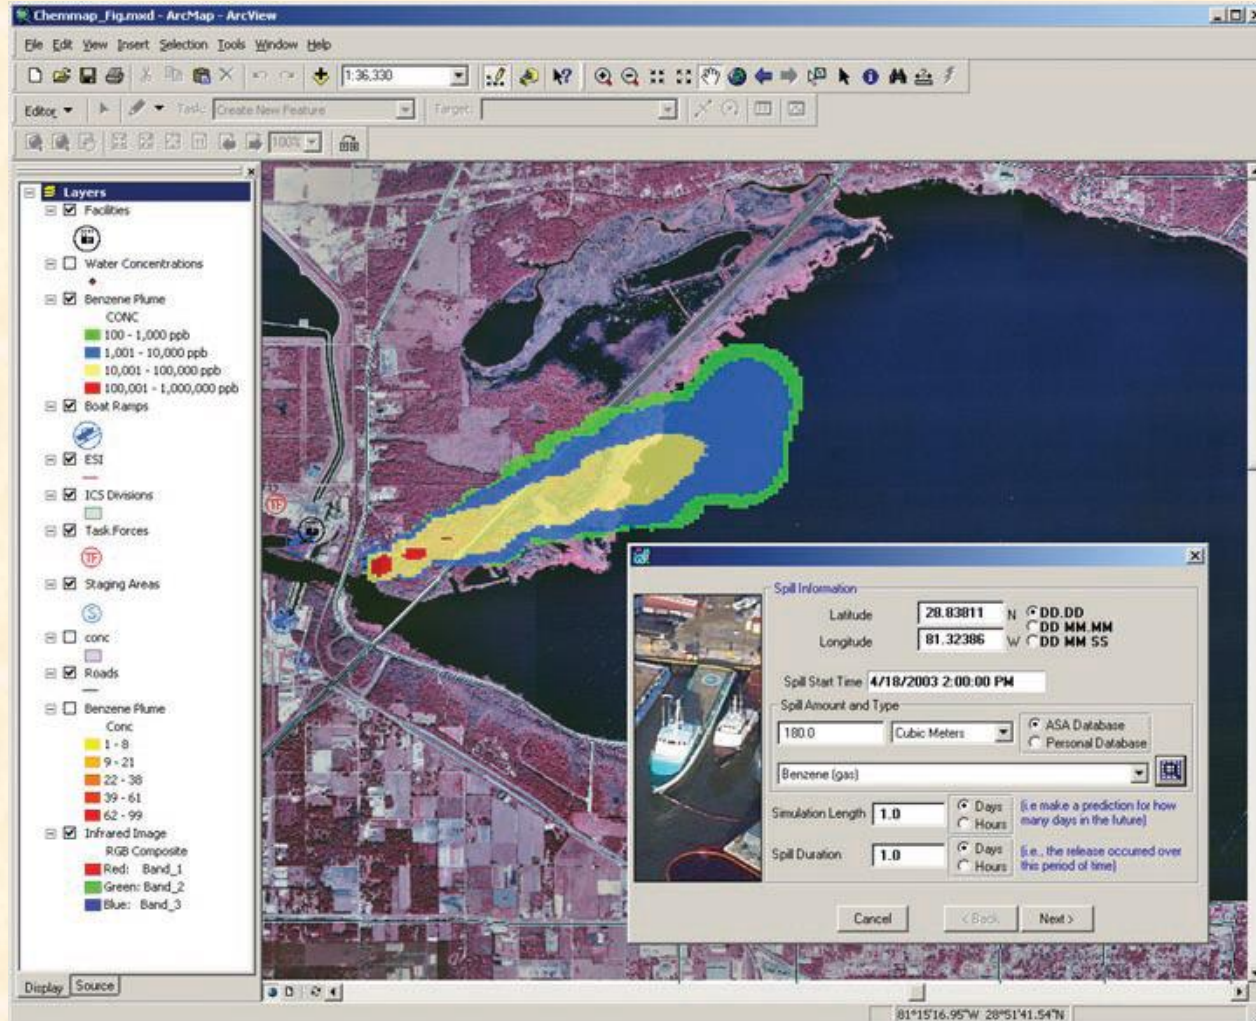 Chemmap_Fig.mxd - ArcMap - ArcView
File Edit View Insert Selection Tools Window Help
1:36,330
Editor Task: Create New Feature Target:
100%
Layers
Facilities
Water Concentrations
Benzene Plume
CONC
100 - 1,000 ppb
1,001 - 10,000 ppb
10,001 - 100,000 ppb
100,001 - 1,000,000 ppb
Boat Ramps
ESI
ICS Divisions
Task Forces
TF
Staging Areas
S
conc
Roads
Benzene Plume
Conc
1 - 8
9 - 21
22 - 38
39 - 61
62 - 99
Infrared Image
RGB Composite
Red: Band_1
Green: Band_2
Blue: Band_3
Display Source
TF
Spill Information
Latitude 28.83811 N DD.DD
DD MM.MM
Longitude 81.32386 W DD MM SS
Spill Start Time 4/18/2003 2:00:00 PM
Spill Amount and Type
180.0 Cubic Meters ASA Database
Personal Database
Benzene (gas)
Simulation Length 1.0 Days (i.e make a prediction for how
Hours many days in the future)
Spill Duration 1.0 Days (i.e., the release occurred over
Hours this period of time)
Cancel < Back Next >
81°15'16.95"W 28°51'41.54"N